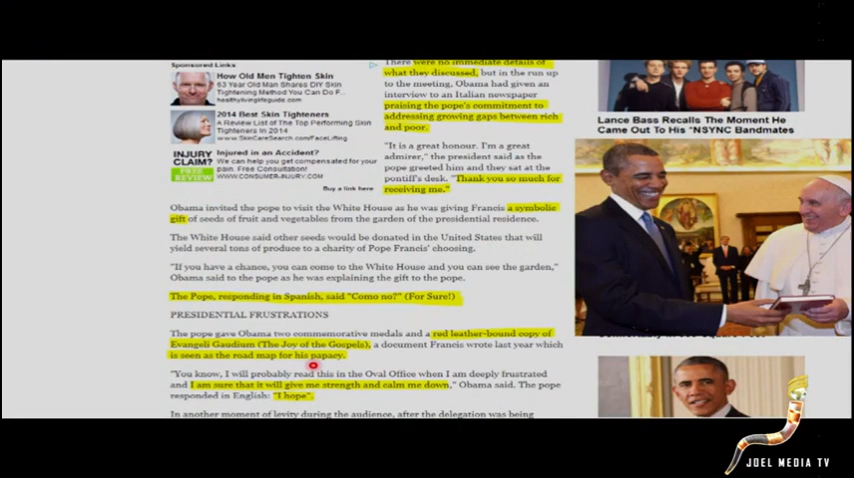 Sponsored Links
How Old Men Tighten Skin
63 Year Old Man Shares DIY Skin
Tightening Method You Can Do F...
healthylivinglifeguide.com/
2014 Best Skin Tighteners
A Review List of The Top Performing Skin
Tighteners In 2014
www.SkinCareSearch.com/FaceLifting
INJURY CLAIM?
FREE REVIEW
Injured in an Accident?
We can help you get compensated for your
pain. Free Consultation!
WWW.CONSUMER-INJURY.COM
Buy a link here
There were no immediate details of
what they discussed, but in the run up
to the meeting, Obama had given an
interview to an Italian newspaper
praising the pope's commitment to
addressing growing gaps between rich
and poor.
"It is a great honour. I'm a great
admirer," the president said as the
pope greeted him and they sat at the
pontiff's desk. "Thank you so much for
receiving me."
Obama invited the pope to visit the White House as he was giving Francis a symbolic
gift of seeds of fruit and vegetables from the garden of the presidential residence.
The White House said other seeds would be donated in the United States that will
yield several tons of produce to a charity of Pope Francis' choosing.
"If you have a chance, you can come to the White House and you can see the garden,"
Obama said to the pope as he was explaining the gift to the pope.
The Pope, responding in Spanish, said "Como no?" (For Sure!)
PRESIDENTIAL FRUSTRATIONS
The pope gave Obama two commemorative medals and a red leather-bound copy of
Evangeli Gaudium (The Joy of the Gospels), a document Francis wrote last year which
is seen as the road map for his papacy.
"You know, I will probably read this in the Oval Office when I am deeply frustrated
and I am sure that it will give me strength and calm me down," Obama said. The pope
responded in English: "I hope".
In another moment of levity during the audience, after the delegation was being
Lance Bass Recalls The Moment He
Came Out To His *NSYNC Bandmates
JOEL MEDIA TV